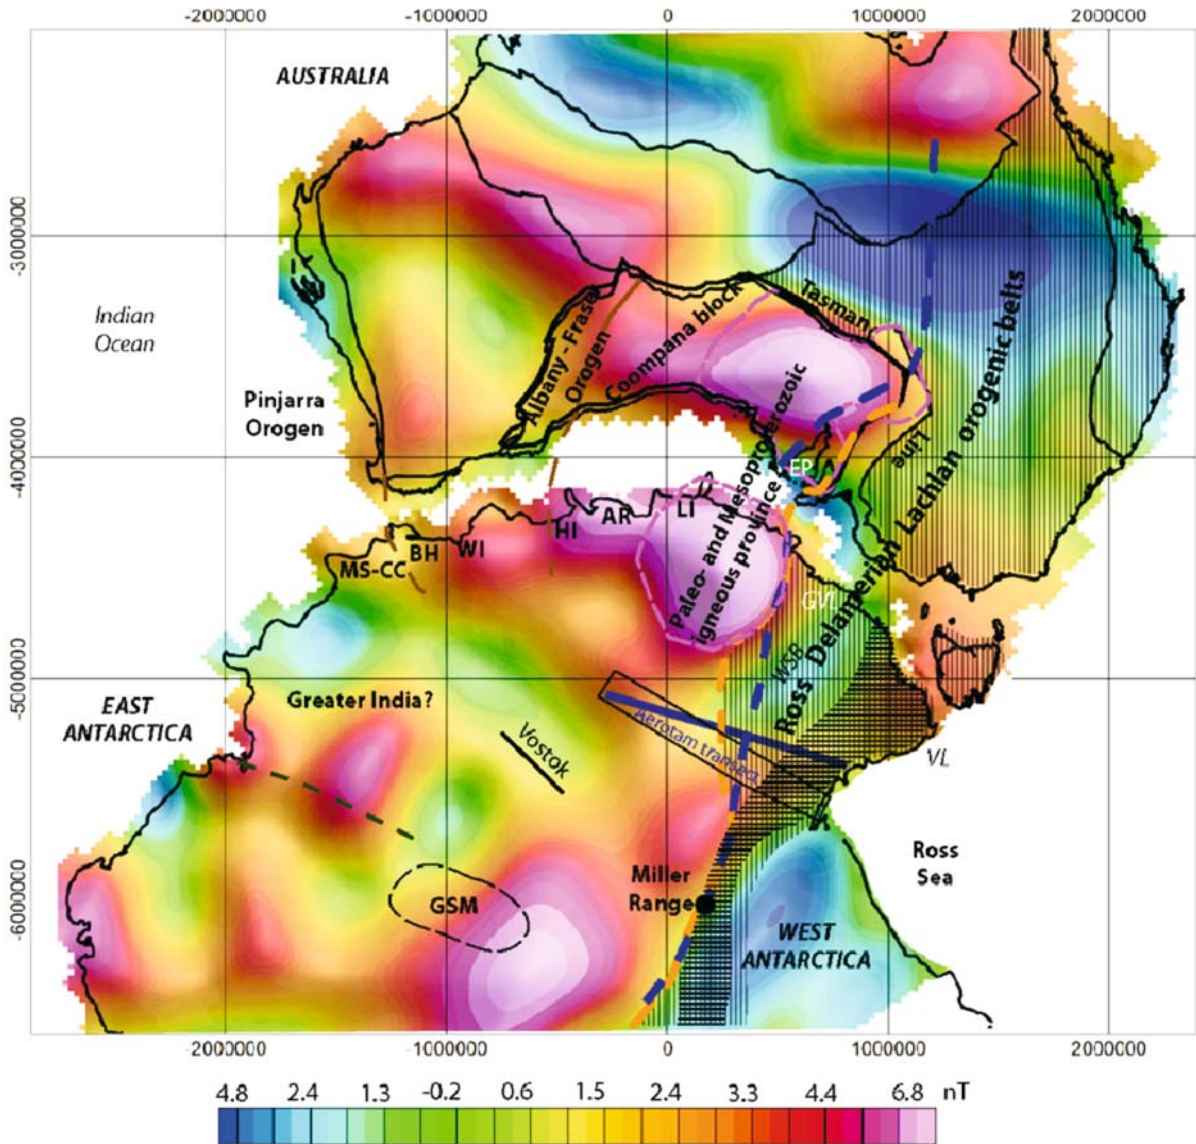 -2000000 -1000000 0 1000000 2000000
AUSTRALIA
-3000000
Indian
Ocean
Tasman
Albany - Fraser
Orogen
Coompana block
Pinjarra
Orogen
-4000000
Line
EP
Lachlan orogenic belts
Paleo- and Mesoproterozoic
igneous province
LI
AR
HI
WI
BH
MS-CC
GVL
WSB
Ross Delamerian
-5000000
Greater India?
EAST
ANTARCTICA
Vostok
Aerotam transect
VL
Ross
Sea
Miller
Range
GSM
-6000000
WEST
ANTARCTICA
-2000000 -1000000 0 1000000 2000000
4.8 2.4 1.3 -0.2 0.6 1.5 2.4 3.3 4.4 6.8 nT